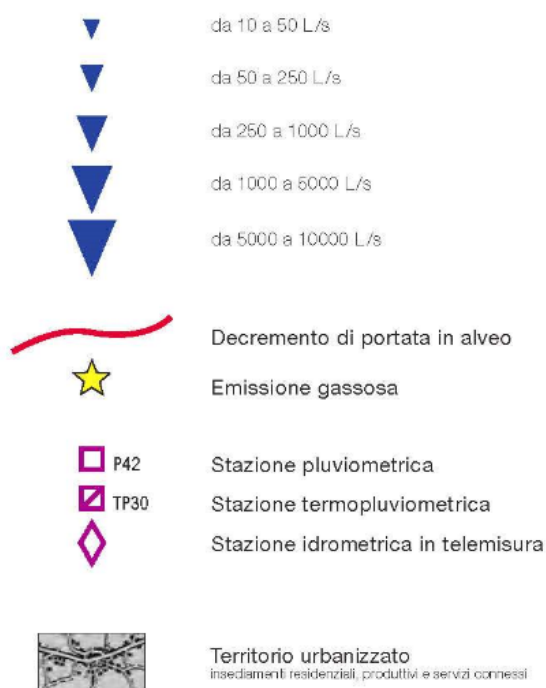 da 10 a 50 L/s
da 50 a 250 L/s
da 250 a 1000 L/s
da 1000 a 5000 L/s
da 5000 a 10000 L/s
Decremento di portata in alveo
Emissione gassosa
P42 Stazione pluviometrica
TP30 Stazione termopluviometrica
Stazione idrometrica in telemisura
Territorio urbanizzato
insediamenti residenziali, produttivi e servizi connessi